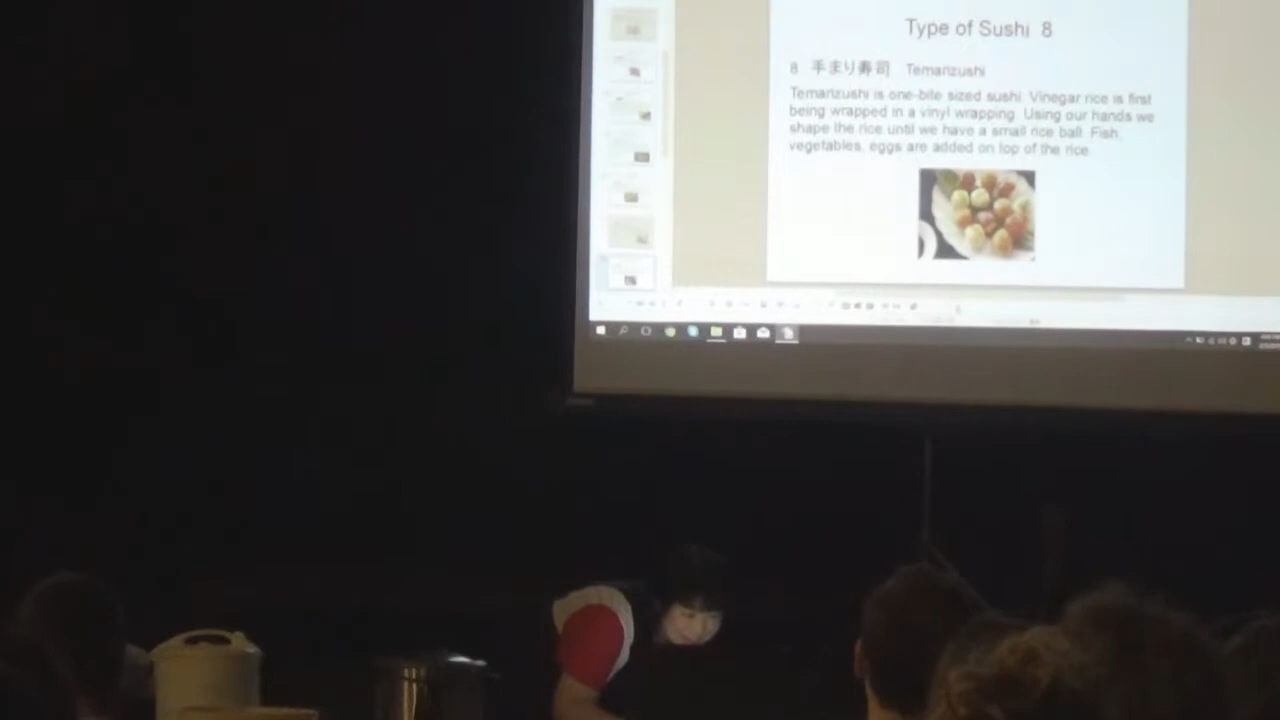 Type of Sushi 8
8 手まり寿司 Temarizushi
Temarizushi is one-bite sized sushi. Vinegar rice is first
being wrapped in a vinyl wrapping. Using our hands we
shape the rice until we have a small rice ball. Fish,
vegetables, eggs are added on top of the rice.